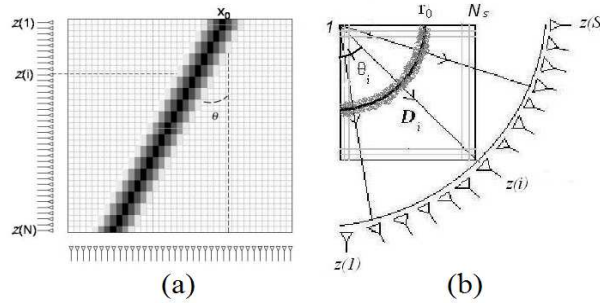 z(1)
x₀
z(i)
θ
z(N)
(a)
1
r₀
Nₛ
z(S
θᵢ
Dᵢ
z(i)
z(1)
(b)